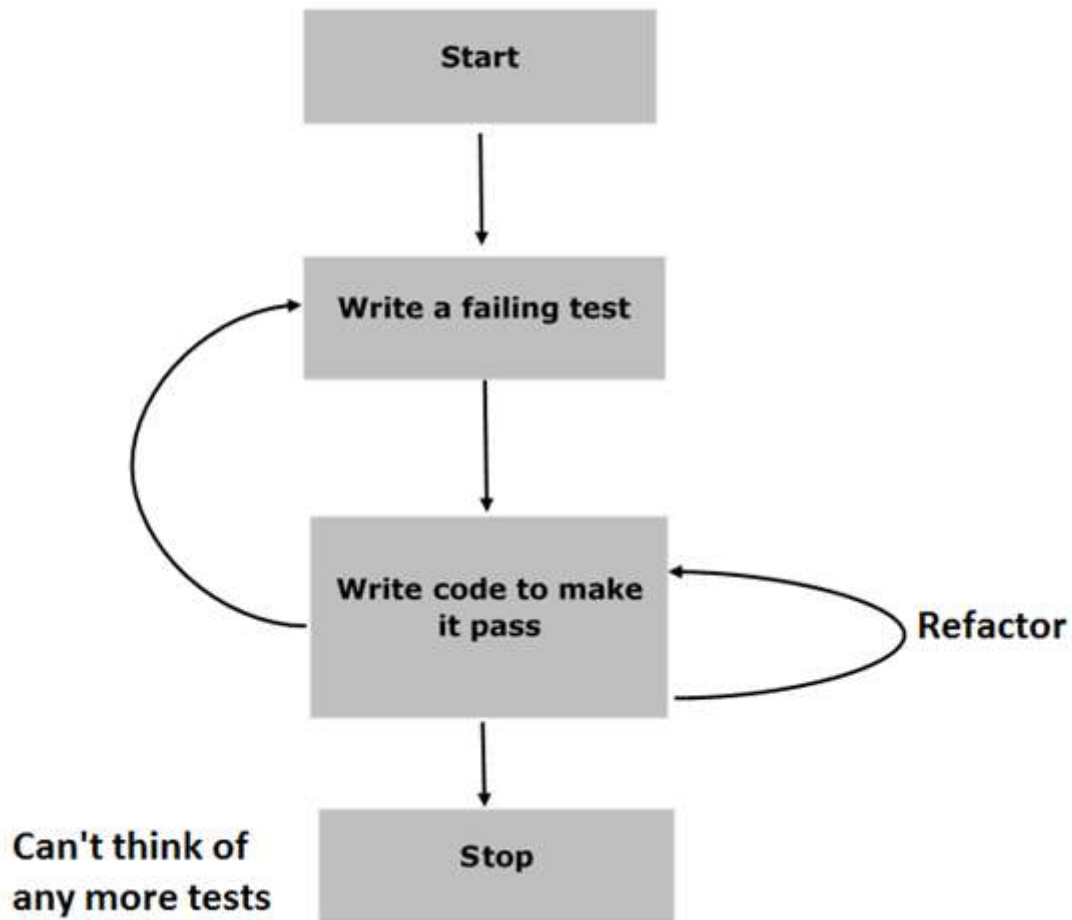 Start
Write a failing test
Write code to make
it pass
Refactor
Can't think of
any more tests
Stop